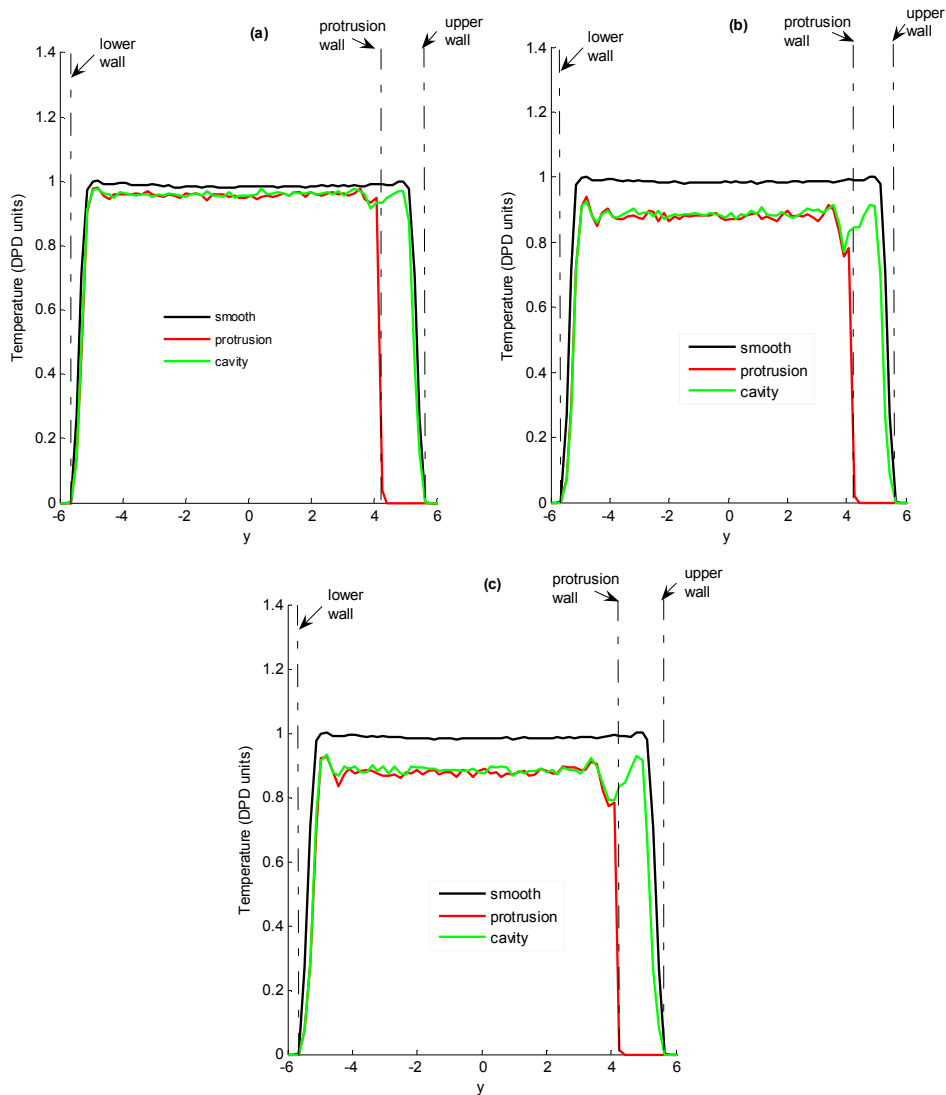 (a)
protrusion
wall
upper
wall
lower
wall
1.4
1.2
1
0.8
0.6
0.4
0.2
0
Temperature (DPD units)
smooth
protrusion
cavity
-6 -4 -2 0 2 4 6
y
(b)
protrusion
wall
upper
wall
lower
wall
1.4
1.2
1
0.8
0.6
0.4
0.2
0
Temperature (DPD units)
smooth
protrusion
cavity
-6 -4 -2 0 2 4 6
y
(c)
protrusion
wall
upper
wall
lower
wall
1.4
1.2
1
0.8
0.6
0.4
0.2
0
Temperature (DPD units)
smooth
protrusion
cavity
-6 -4 -2 0 2 4 6
y